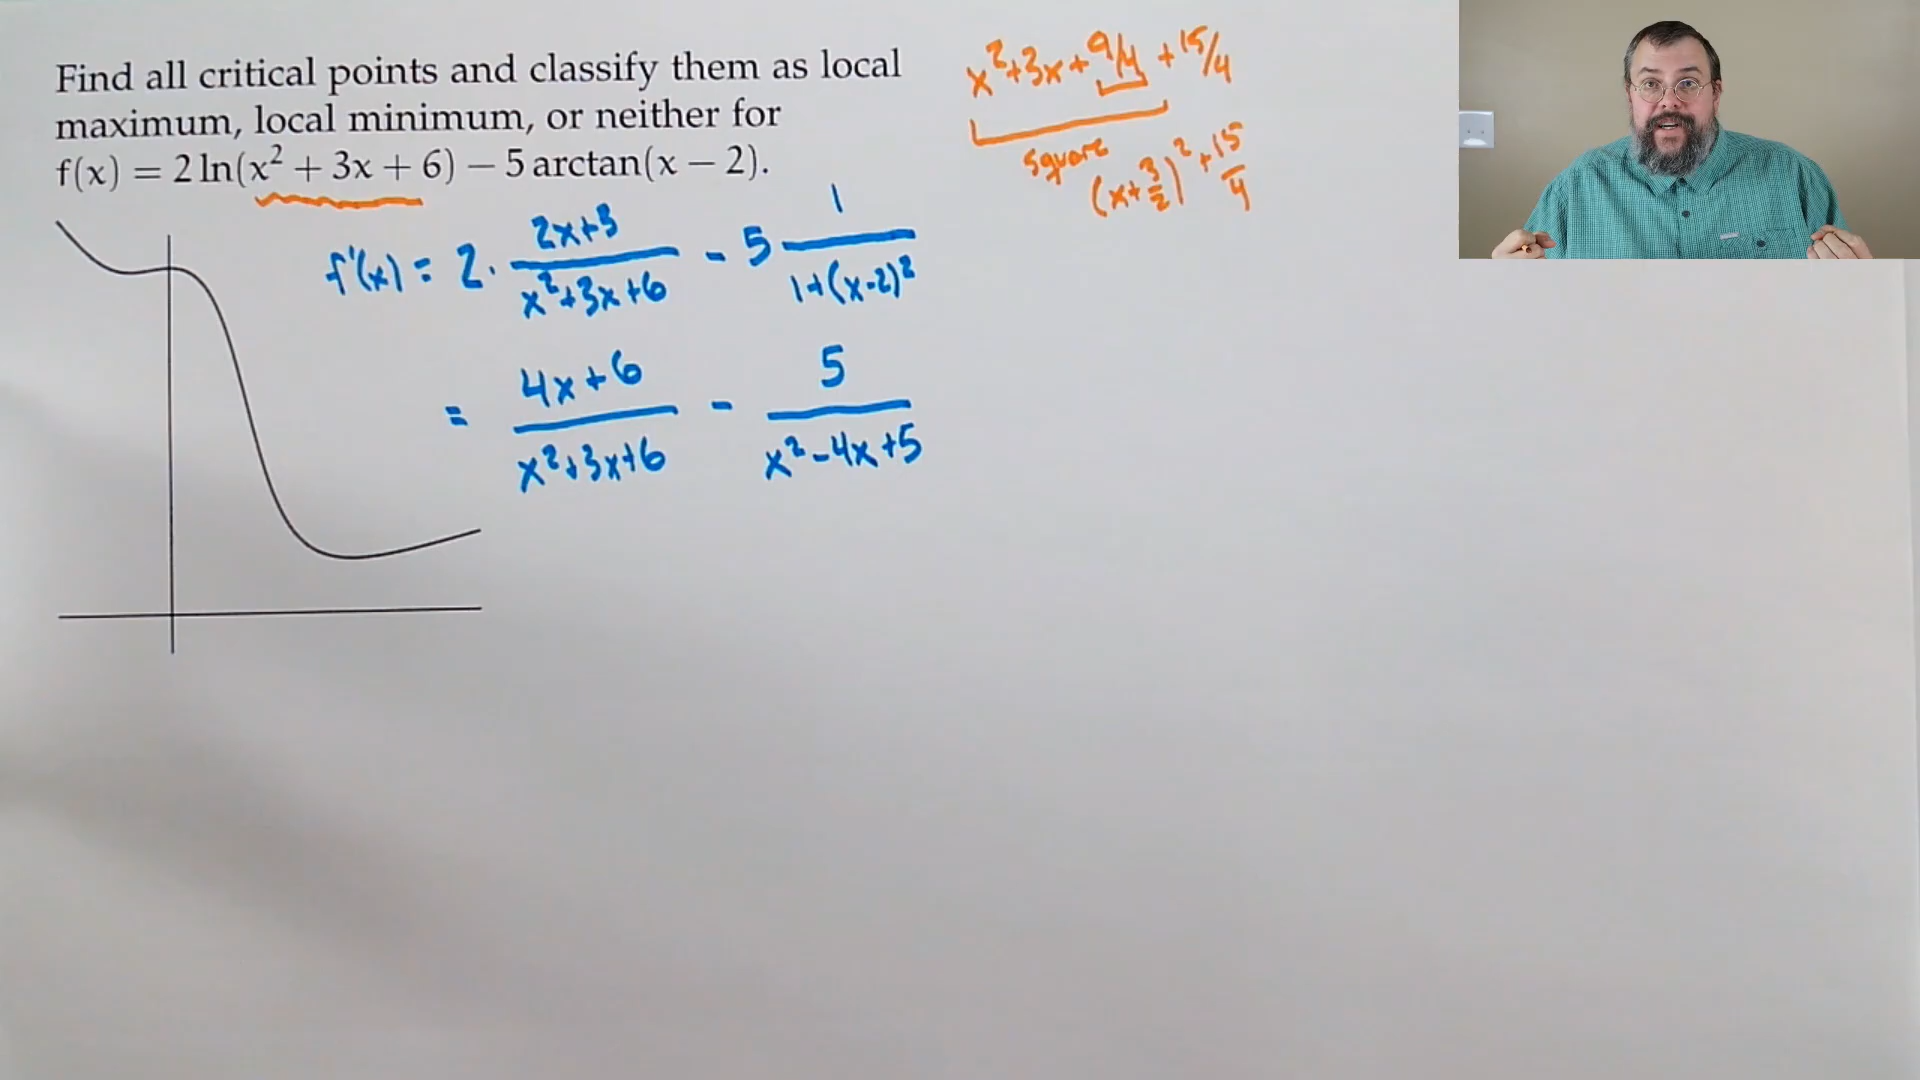 Find all critical points and classify them as local
maximum, local minimum, or neither for
f(x) = 2 ln(x² + 3x + 6) − 5 arctan(x − 2).
x²+3x+9/4 +15/4
square
(x+3/2)²+15/4
f'(x) = 2· (2x+3)/(x²+3x+6) - 5 1/(1+(x-2)²)
= (4x+6)/(x²+3x+6) - 5/(x²-4x+5)